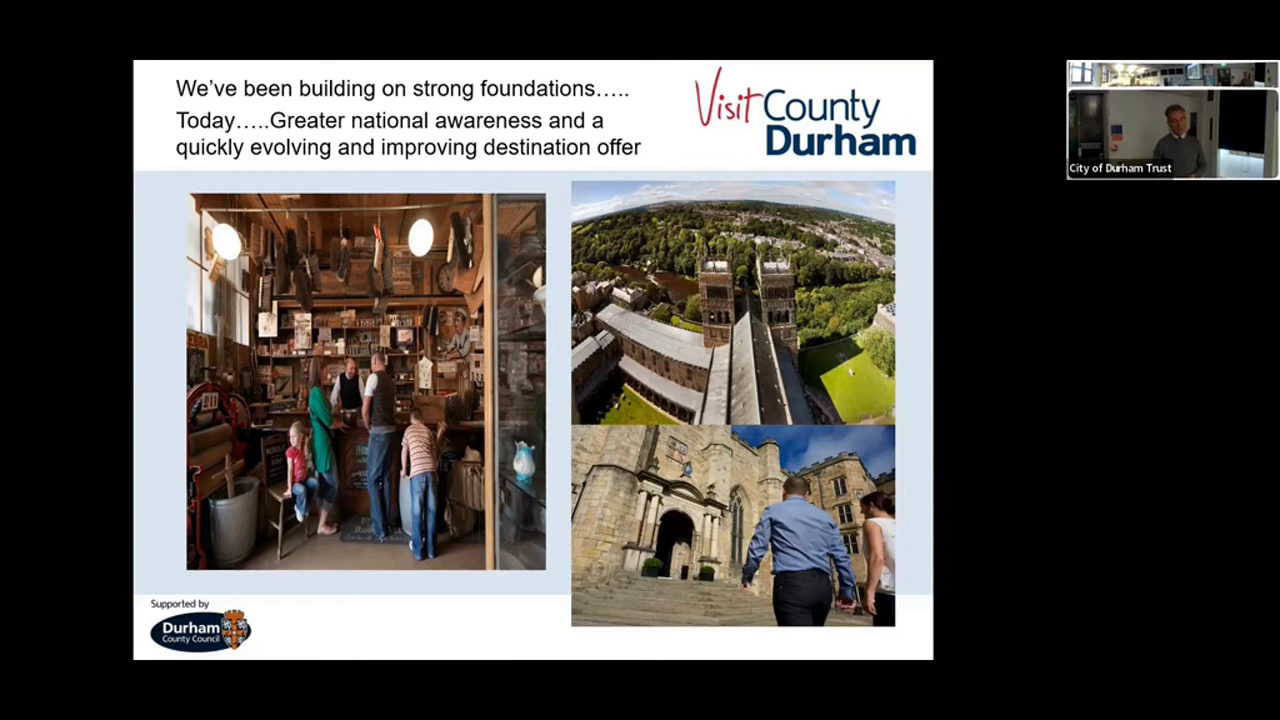 We've been building on strong foundations.....
Today.....Greater national awareness and a
quickly evolving and improving destination offer
Visit County
Durham
City of Durham Trust
Supported by
Durham
County Council